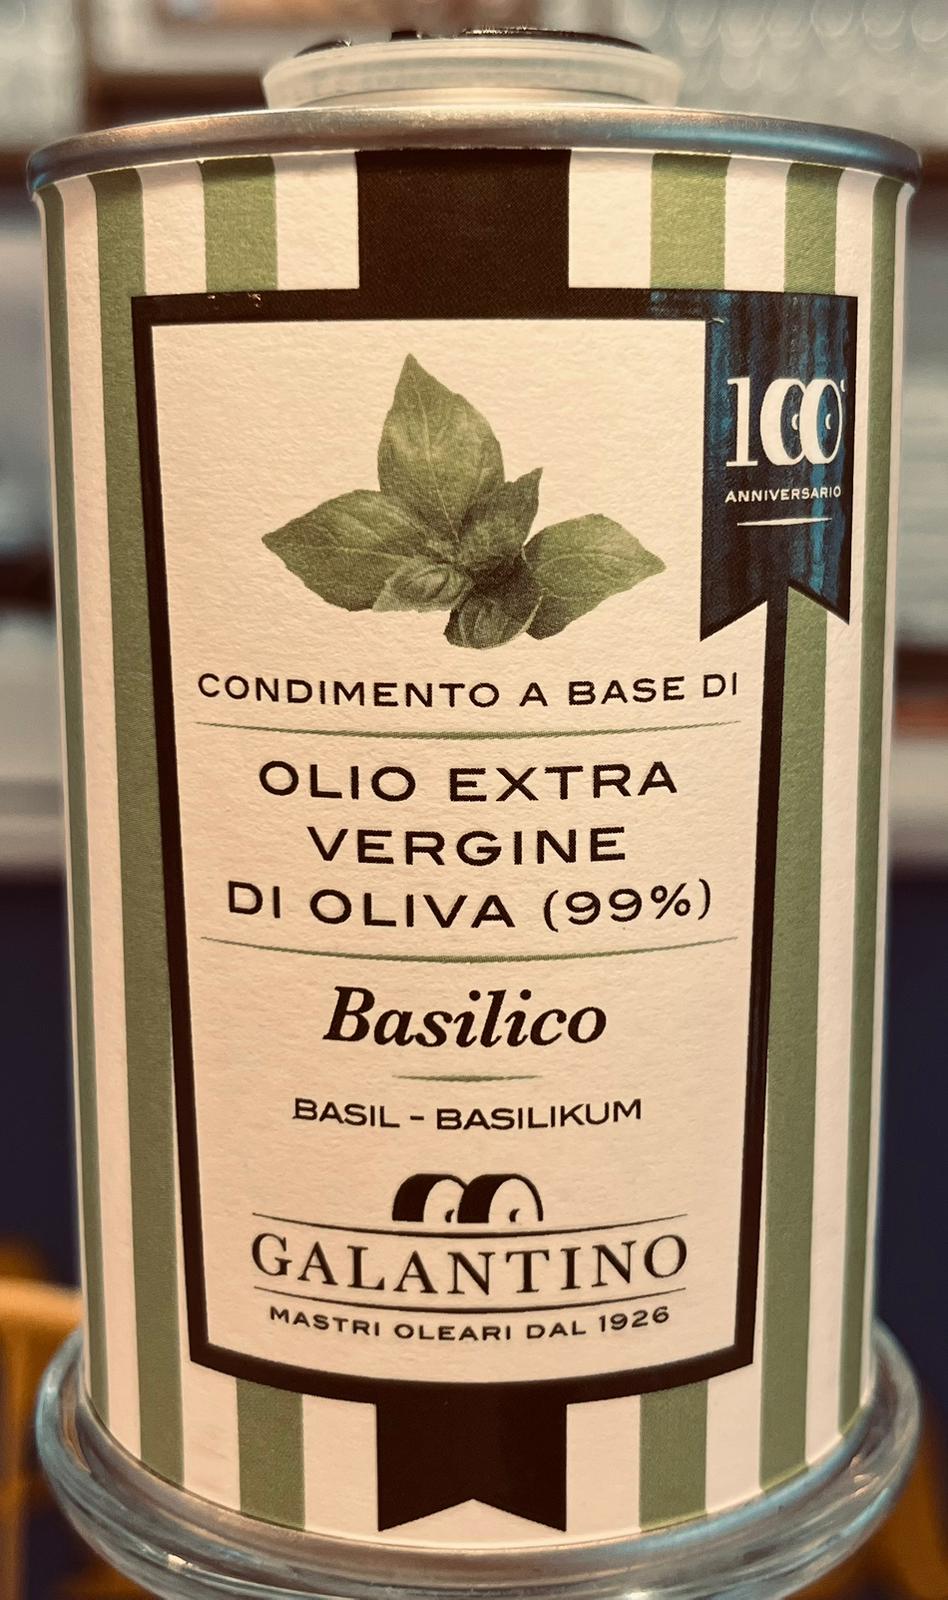 100°
ANNIVERSARIO
CONDIMENTO A BASE DI
OLIO EXTRA
VERGINE
DI OLIVA (99%)
Basilico
BASIL - BASILIKUM
GALANTINO
MASTRI OLEARI DAL 1926